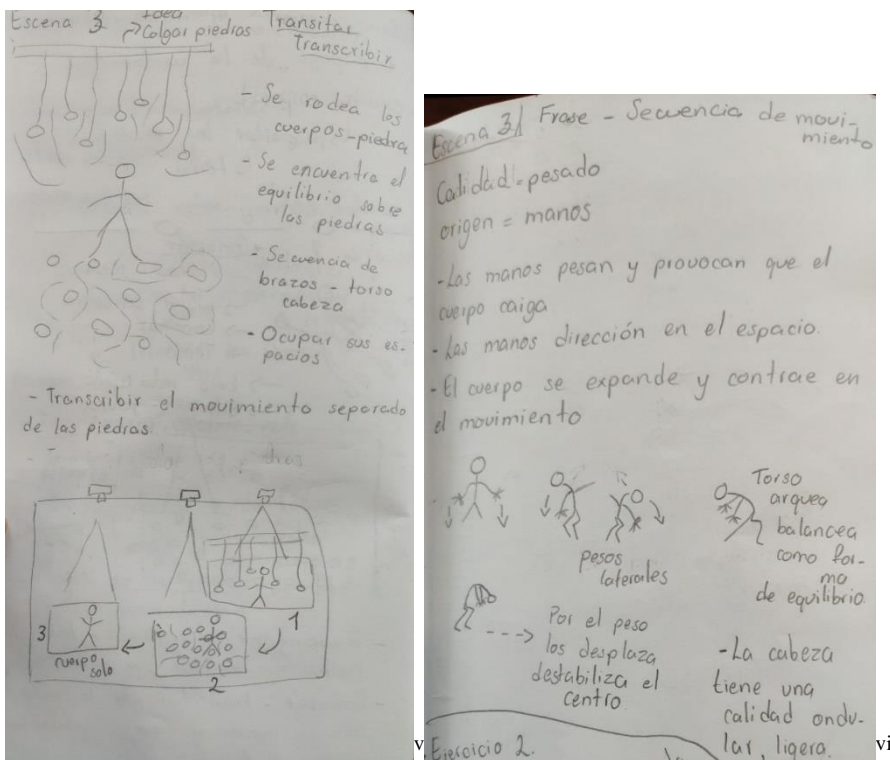 Escena 3 Idea
→ Colgar piedras
Transitar
Transcribir
- Se rodea los
cuerpos-piedra
- Se encuentra el
equilibrio sobre
las piedras
- Secuencia de
brazos - torso
cabeza
- Ocupar sus es-
pacios
- Transcribir el movimiento separado
de las piedras
-
1
2
3
cuerpo
solo
v
Escena 3/ Frase - Secuencia de movi-
miento
Calidad = pesado
origen = manos
- Las manos pesan y provocan que el
cuerpo caiga
- Las manos dirección en el espacio.
- El cuerpo se expande y contrae en
el movimiento
pesos
laterales
Torso
arquea
balancea
como for-
ma
de equilibrio
---> Por el peso
los desplaza
destabiliza el
centro
- La cabeza
tiene una
calidad ondu-
lar, ligera.
Ejercicio 2.
vi